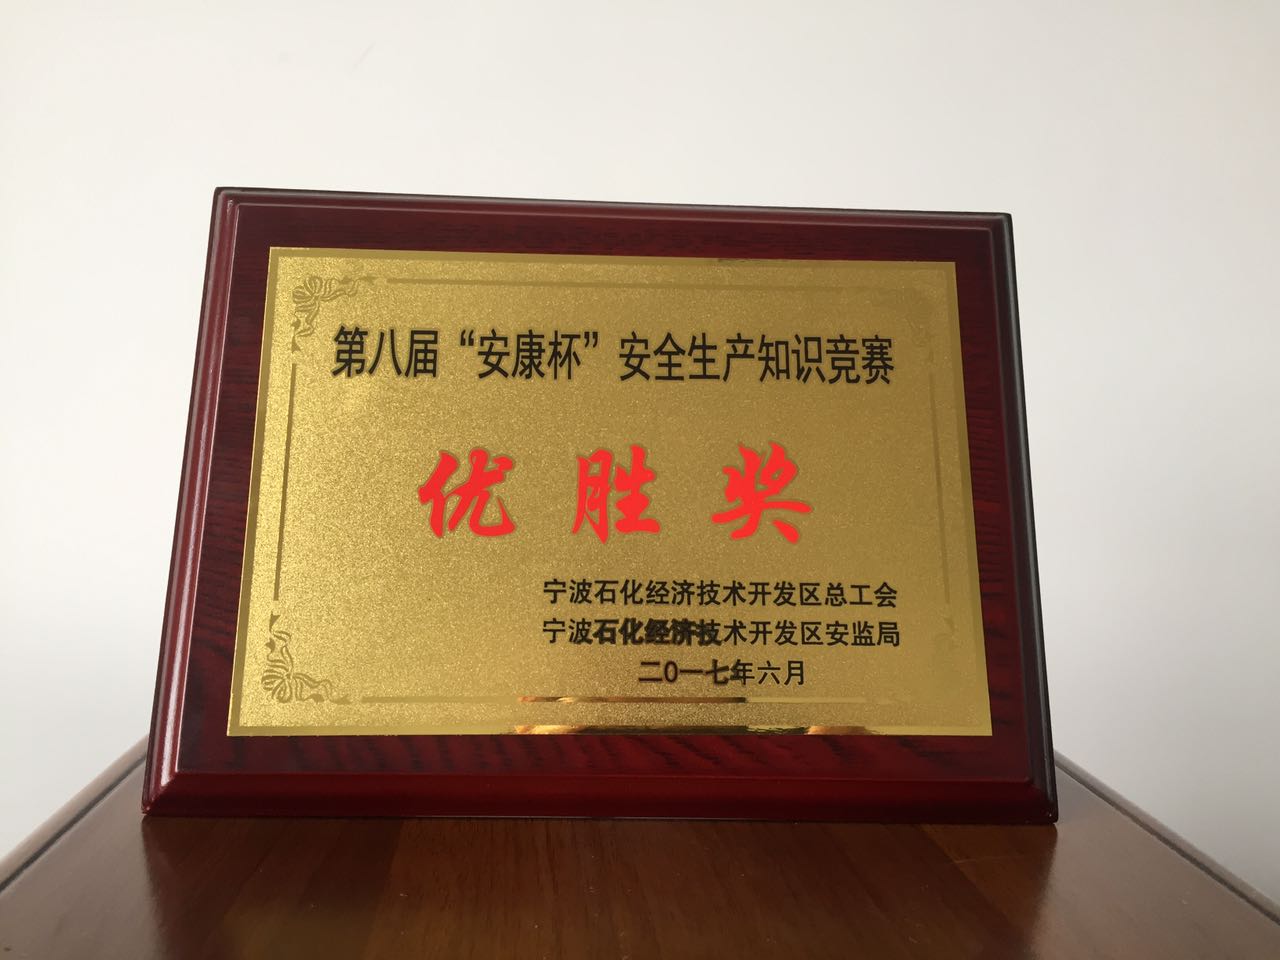 第八届“安康杯”安全生产知识竞赛
优胜奖
宁波石化经济技术开发区总工会
宁波石化经济技术开发区安监局
二0一七年六月